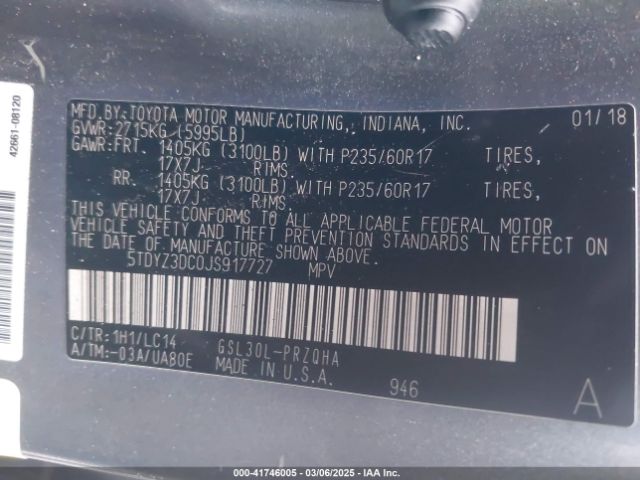 42661-08120
MFD.BY:TOYOTA MOTOR MANUFACTURING,, INDIANA, INC. 01/18
GVWR:2715KG (5995LB)
GAWR:FRT. 1405KG (3100LB) WITH P235/60R17 TIRES,
17X7J RIMS.
RR. 1405KG (3100LB) WITH P235/60R17 TIRES,
17X7J RIMS.
THIS VEHICLE CONFORMS TO ALL APPLICABLE FEDERAL MOTOR
VEHICLE SAFETY AND THEFT PREVENTION STANDARDS IN EFFECT ON
THE DATE OF MANUFACTURE SHOWN ABOVE.
5TDYZ3DC0JS917727 MPV
C/TR:1H1/LC14 GSL30L-PRZQHA
A/TM:-03A/UA80E MADE IN U.S.A. 946 A
000-41746005 — 03/06/2025 — IAA Inc.